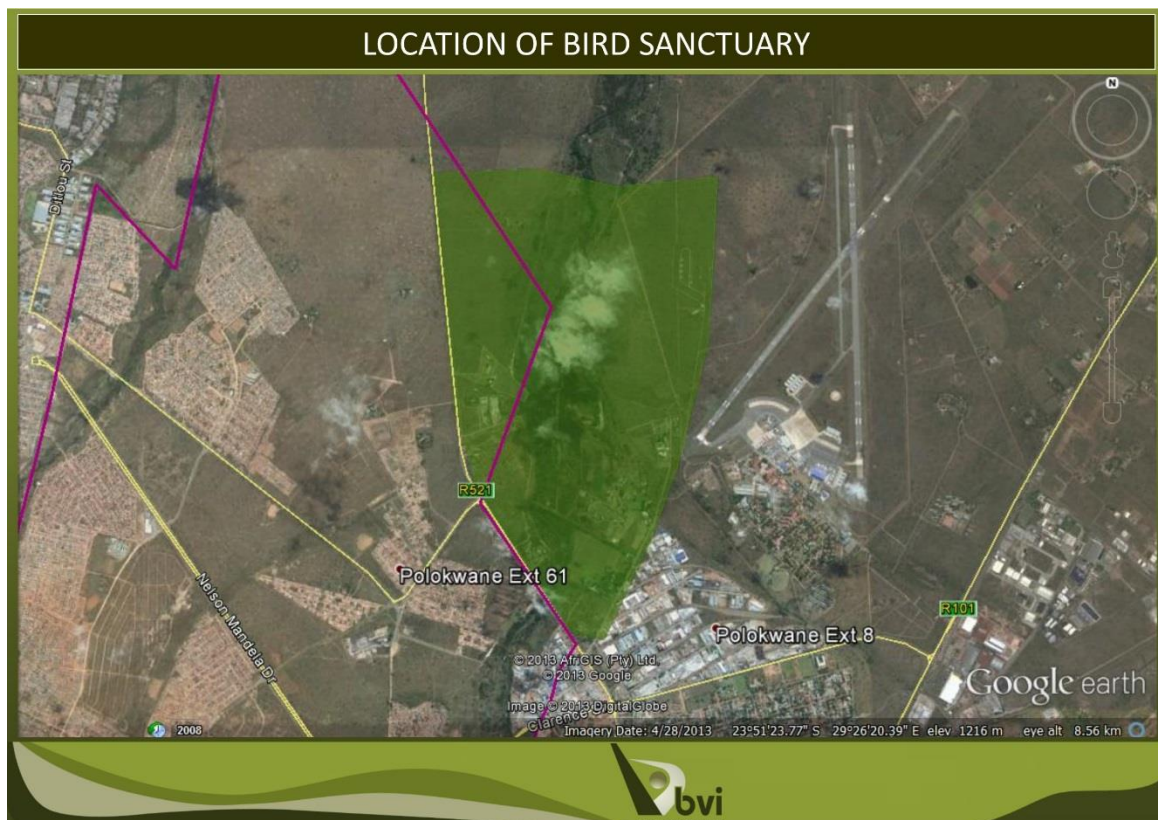 LOCATION OF BIRD SANCTUARY
N
Ditlou St
R521
Polokwane Ext 61
Nelson Mandela Dr
Polokwane Ext 8
R101
© 2013 AfriGIS (Pty) Ltd.
© 2013 Google
Image © 2013 DigitalGlobe
Clarence
Google earth
2008
Imagery Date: 4/28/2013 23°51'23.77" S 29°26'20.39" E elev 1216 m eye alt 8.56 km
bvi